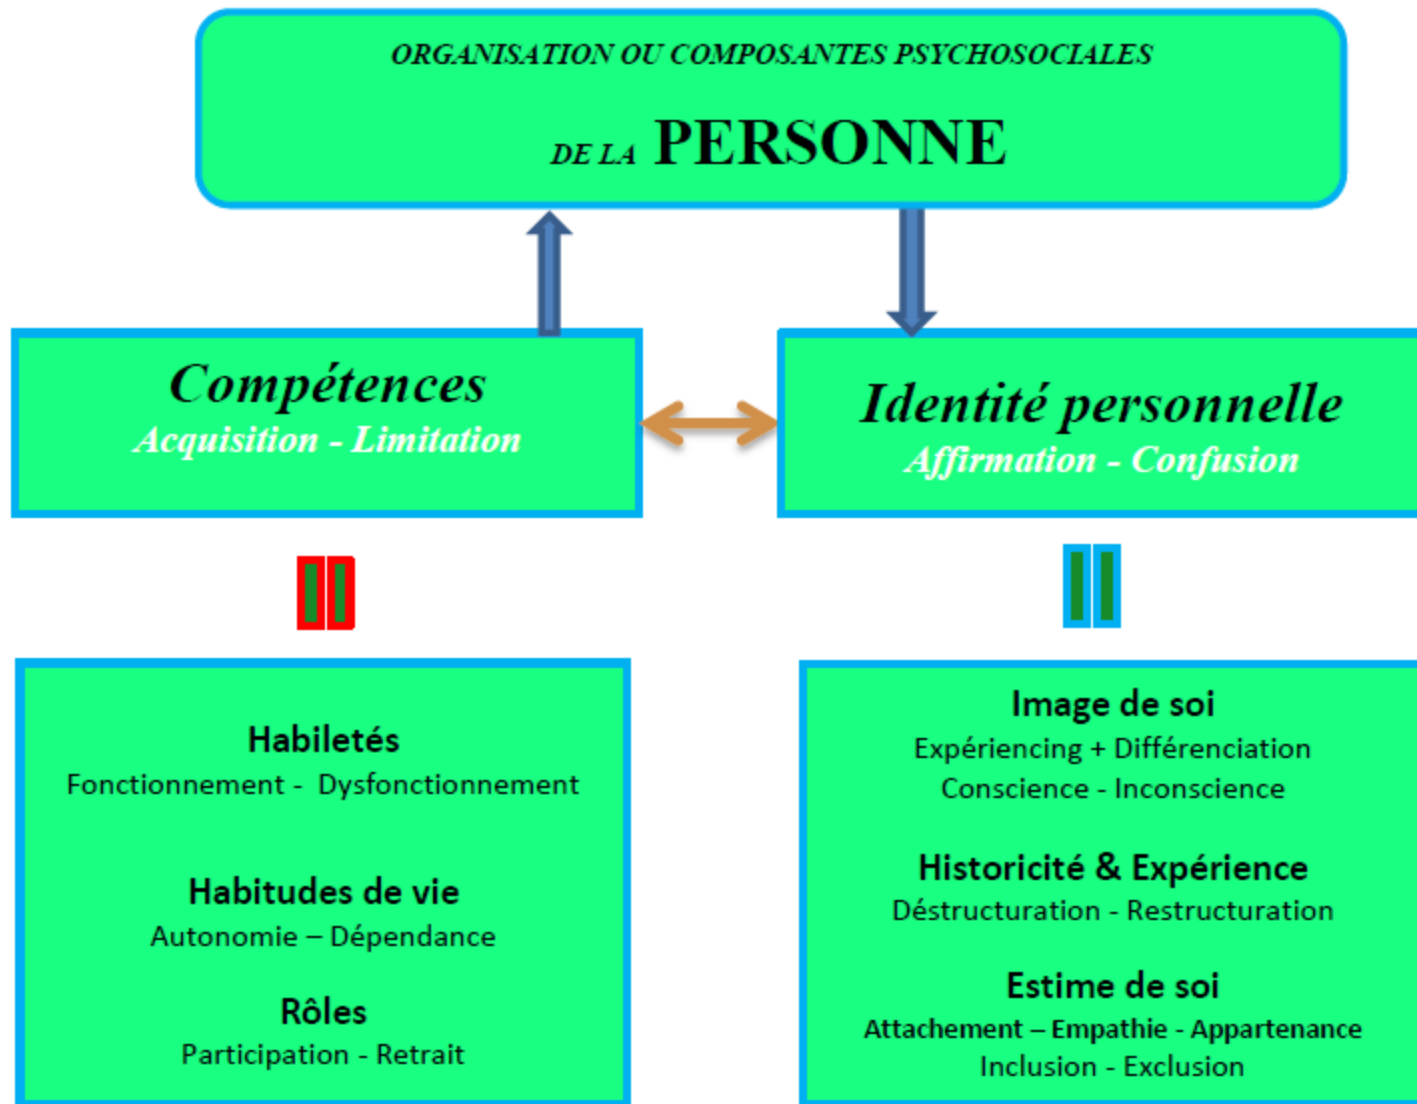 ORGANISATION OU COMPOSANTES PSYCHOSOCIALES
DE LA PERSONNE
Compétences
Acquisition - Limitation
Identité personnelle
Affirmation - Confusion
Habiletés
Fonctionnement - Dysfonctionnement
Habitudes de vie
Autonomie – Dépendance
Rôles
Participation - Retrait
Image de soi
Expériencing + Différenciation
Conscience - Inconscience
Historicité & Expérience
Déstructuration - Restructuration
Estime de soi
Attachement – Empathie - Appartenance
Inclusion - Exclusion